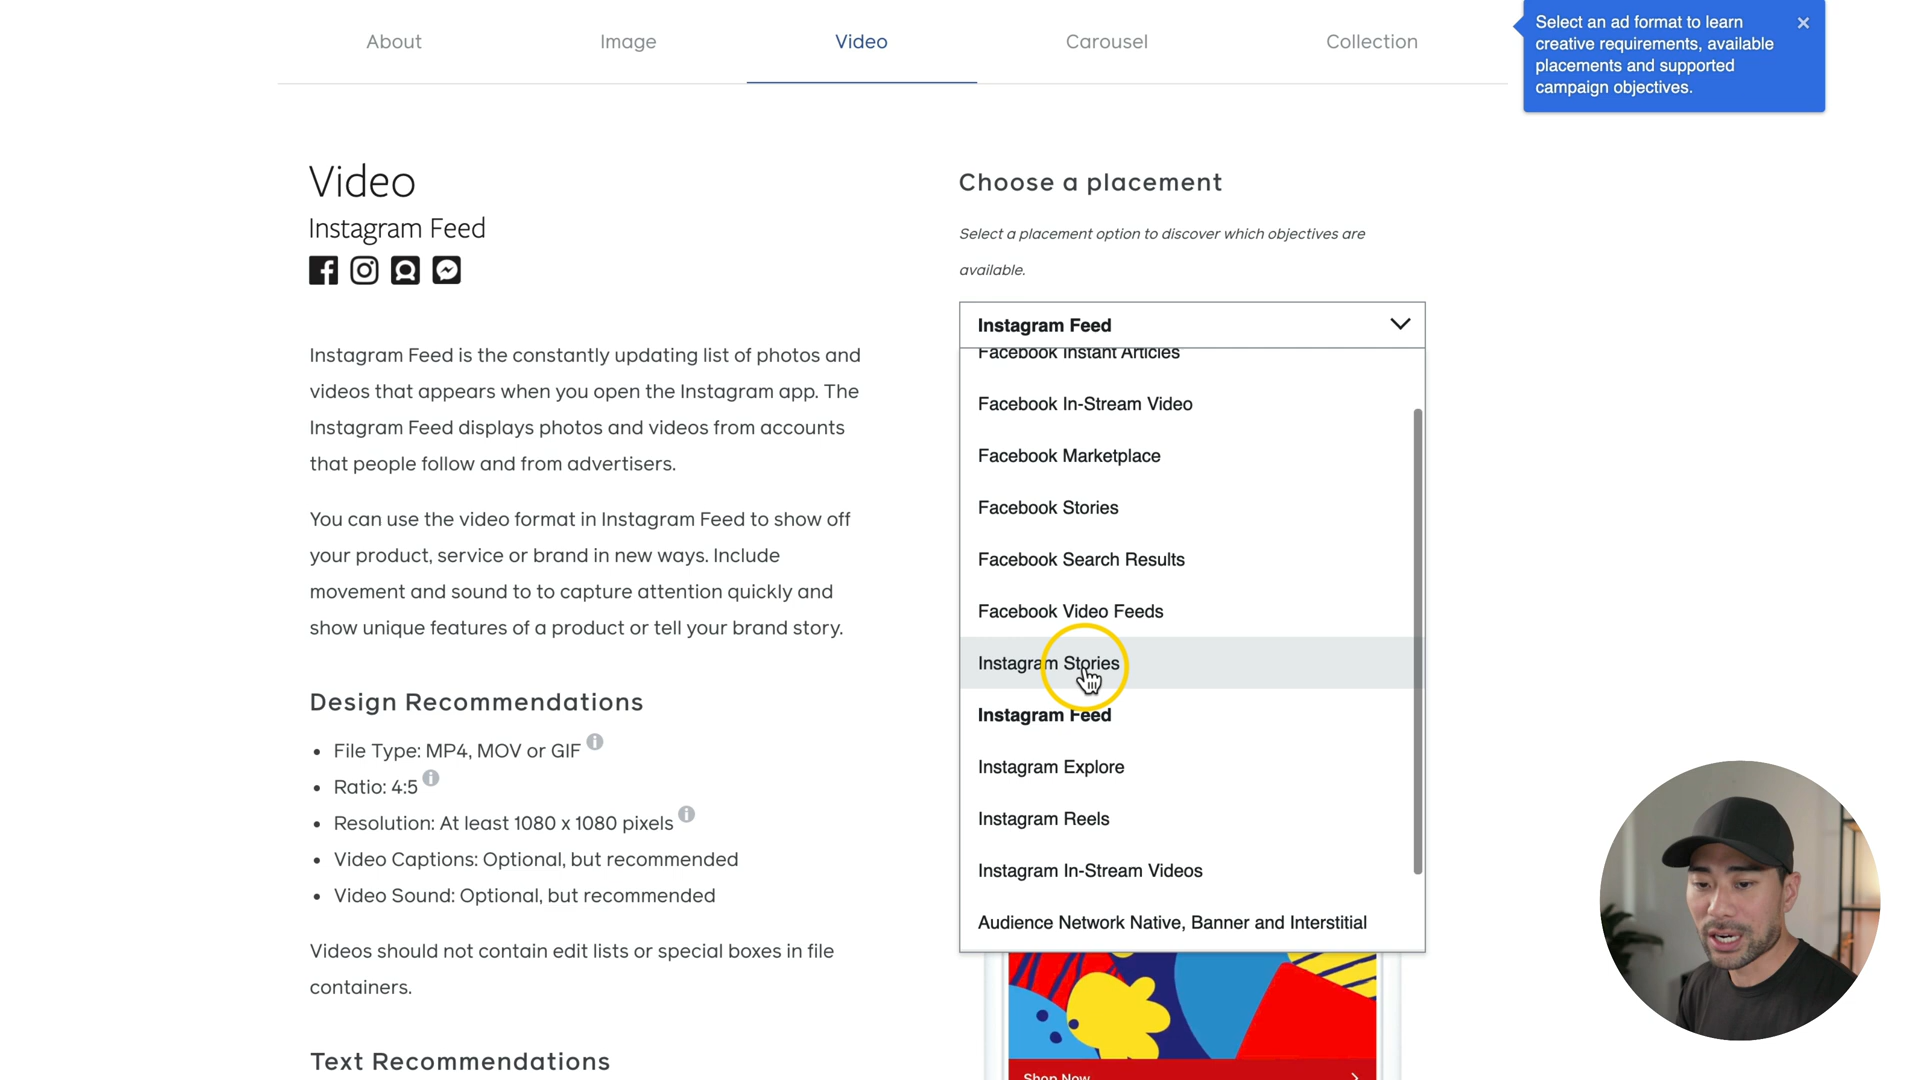 About
Image
Video
Carousel
Collection
Select an ad format to learn
creative requirements, available
placements and supported
campaign objectives.
Video
Instagram Feed
Instagram Feed is the constantly updating list of photos and
videos that appears when you open the Instagram app. The
Instagram Feed displays photos and videos from accounts
that people follow and from advertisers.
You can use the video format in Instagram Feed to show off
your product, service or brand in new ways. Include
movement and sound to to capture attention quickly and
show unique features of a product or tell your brand story.
Design Recommendations
File Type: MP4, MOV or GIF
Ratio: 4:5
Resolution: At least 1080 x 1080 pixels
Video Captions: Optional, but recommended
Video Sound: Optional, but recommended
Videos should not contain edit lists or special boxes in file
containers.
Text Recommendations
Choose a placement
Select a placement option to discover which objectives are
available.
Instagram Feed
Facebook Instant Articles
Facebook In-Stream Video
Facebook Marketplace
Facebook Stories
Facebook Search Results
Facebook Video Feeds
Instagram Stories
Instagram Feed
Instagram Explore
Instagram Reels
Instagram In-Stream Videos
Audience Network Native, Banner and Interstitial
Shop Now